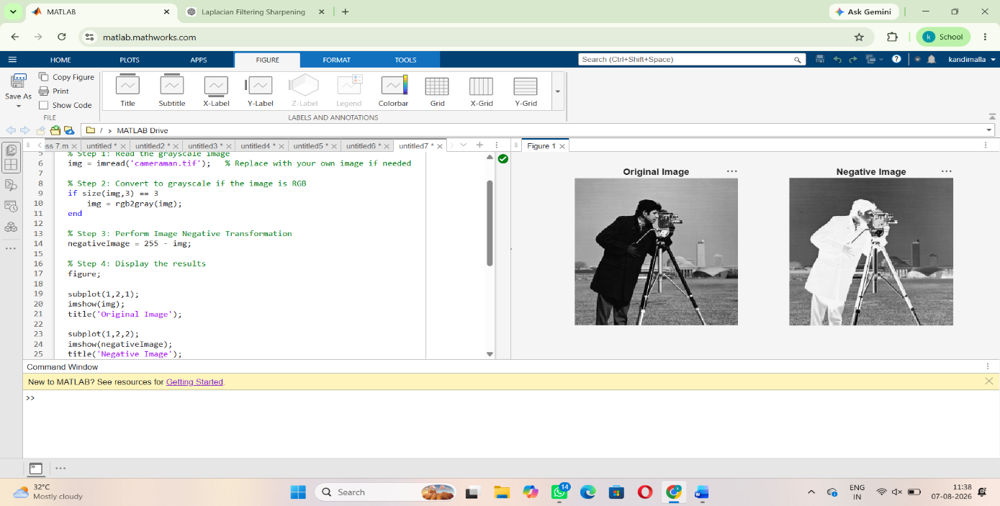 MATLAB
Laplacian Filtering Sharpening
Ask Gemini
matlab.mathworks.com
k School
HOME PLOTS APPS FIGURE FORMAT TOOLS
Search (Ctrl+Shift+Space)
kandimalla
Save As
Copy Figure
Print
Show Code
FILE
Title Subtitle X-Label Y-Label Z-Label Legend Colorbar Grid X-Grid Y-Grid
LABELS AND ANNOTATIONS
/ › MATLAB Drive
ss 7.m untitled * untitled2 * untitled3 * untitled4 * untitled5 * untitled6 * untitled7 *
Figure 1
5 % Step 1: Read the grayscale image
6 img = imread('cameraman.tif'); % Replace with your own image if needed
7
8 % Step 2: Convert to grayscale if the image is RGB
9 if size(img,3) == 3
10 img = rgb2gray(img);
11 end
12
13 % Step 3: Perform Image Negative Transformation
14 negativeImage = 255 - img;
15
16 % Step 4: Display the results
17 figure;
18
19 subplot(1,2,1);
20 imshow(img);
21 title('Original Image');
22
23 subplot(1,2,2);
24 imshow(negativeImage);
25 title('Negative Image');
Original Image
Negative Image
Command Window
New to MATLAB? See resources for Getting Started.
>>
32°C
Mostly cloudy
Search
14
ENG
IN
11:38
07-08-2026